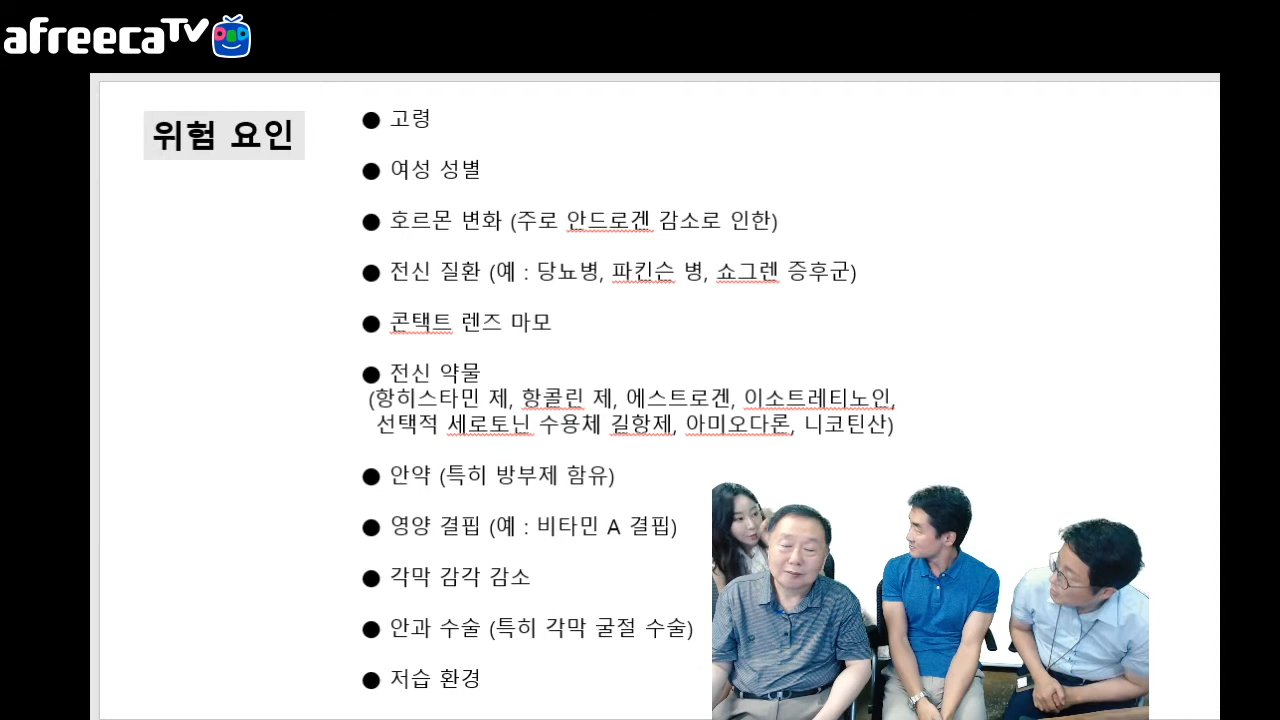 afreecaTV
위험 요인
● 고령
● 여성 성별
● 호르몬 변화 (주로 안드로겐 감소로 인한)
● 전신 질환 (예 : 당뇨병, 파킨슨 병, 쇼그렌 증후군)
● 콘택트 렌즈 마모
● 전신 약물
(항히스타민 제, 항콜린 제, 에스트로겐, 이소트레티노인,
선택적 세로토닌 수용체 길항제, 아미오다론, 니코틴산)
● 안약 (특히 방부제 함유)
● 영양 결핍 (예 : 비타민 A 결핍)
● 각막 감각 감소
● 안과 수술 (특히 각막 굴절 수술)
● 저습 환경